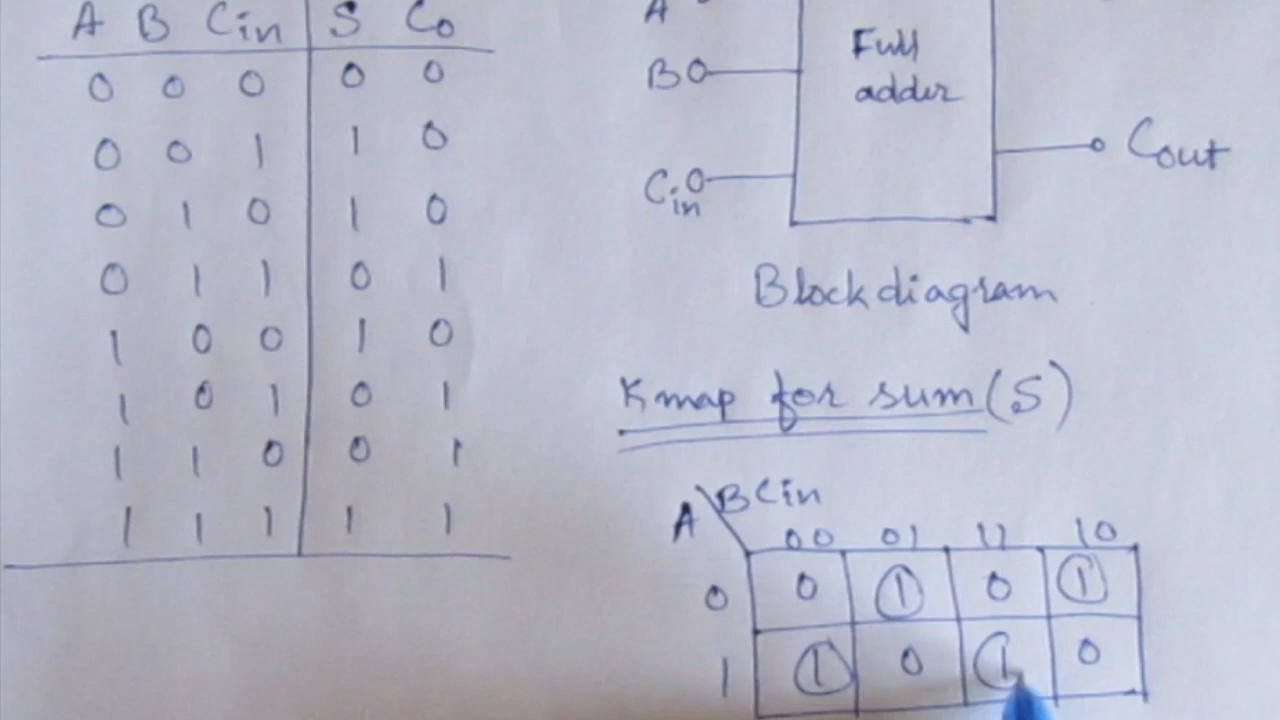 A B Cin S Co
0 0 0 0 0
0 0 1 1 0
0 1 0 1 0
0 1 1 0 1
1 0 0 1 0
1 0 1 0 1
1 1 0 0 1
1 1 1 1 1
A
B
Cin
Full
adder
Cout
Block diagram
K map for sum (S)
A B Cin
00 01 11 10
0 0 1 0 1
1 1 0 1 0